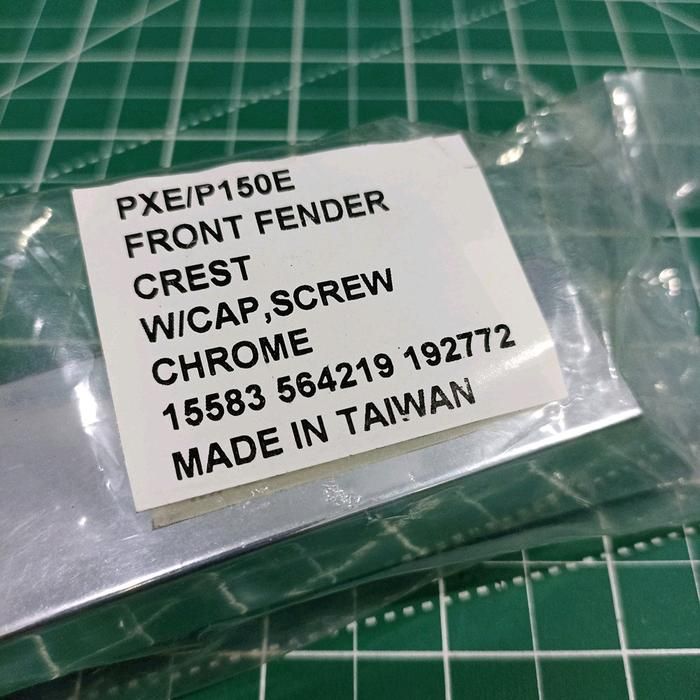 PXE/P150E
FRONT FENDER
CREST
W/CAP,SCREW
CHROME
15583 564219 192772
MADE IN TAIWAN